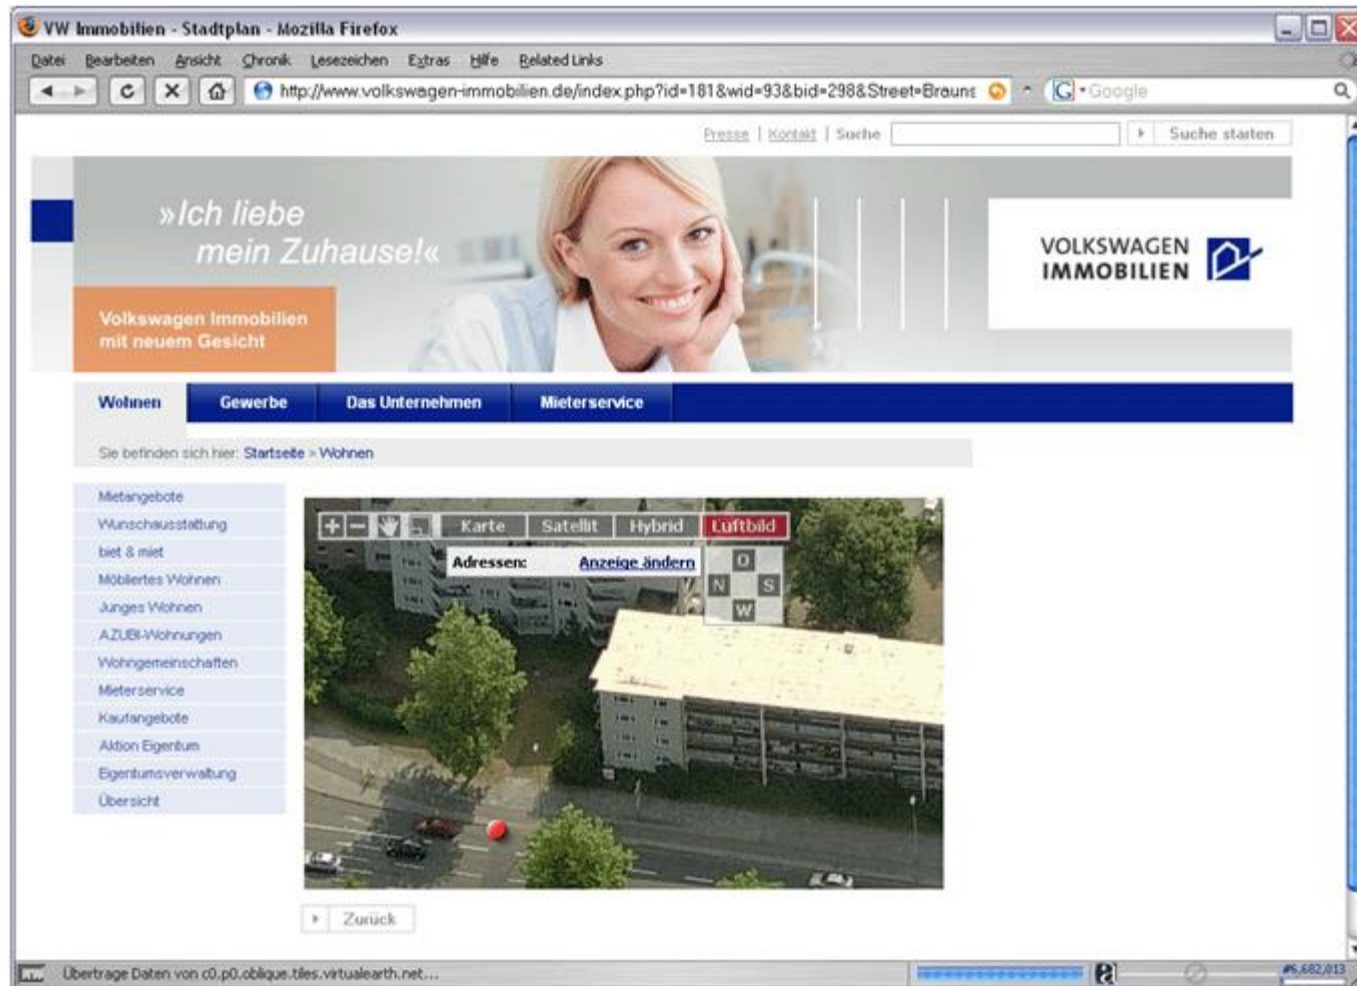 VW Immobilien - Stadtplan - Mozilla Firefox
Datei Bearbeiten Ansicht Chronik Lesezeichen Extras Hilfe Related Links
http://www.volkswagen-immobilien.de/index.php?id=181&wid=93&bid=298&Street=Brauns
Google
Presse | Kontakt | Suche
Suche starten
»Ich liebe
mein Zuhause!«
VOLKSWAGEN
IMMOBILIEN
Volkswagen Immobilien
mit neuem Gesicht
Wohnen Gewerbe Das Unternehmen Mieterservice
Sie befinden sich hier: Startseite > Wohnen
Mietangebote
Wunschausstattung
biet & miet
Möbliertes Wohnen
Junges Wohnen
AZUBI-Wohnungen
Wohngemeinschaften
Mieterservice
Kaufangebote
Aktion Eigentum
Eigentumsverwaltung
Übersicht
Karte Satellit Hybrid Luftbild
Adressen: Anzeige ändern
O
N S
W
Zurück
Übertrage Daten von c0.p0.oblique.tiles.virtualearth.net...
#5,682,013